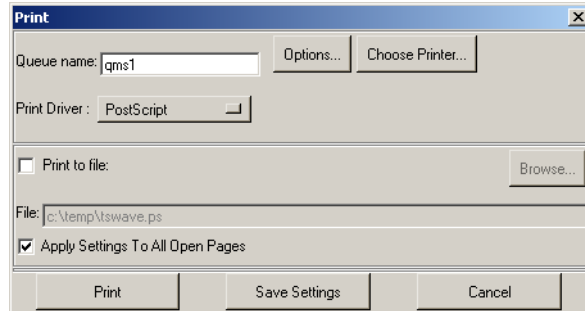 Print
Queue name: qms1 Options... Choose Printer...
Print Driver : PostScript
Print to file: Browse...
File: c:\temp\tswave.ps
Apply Settings To All Open Pages
Print Save Settings Cancel